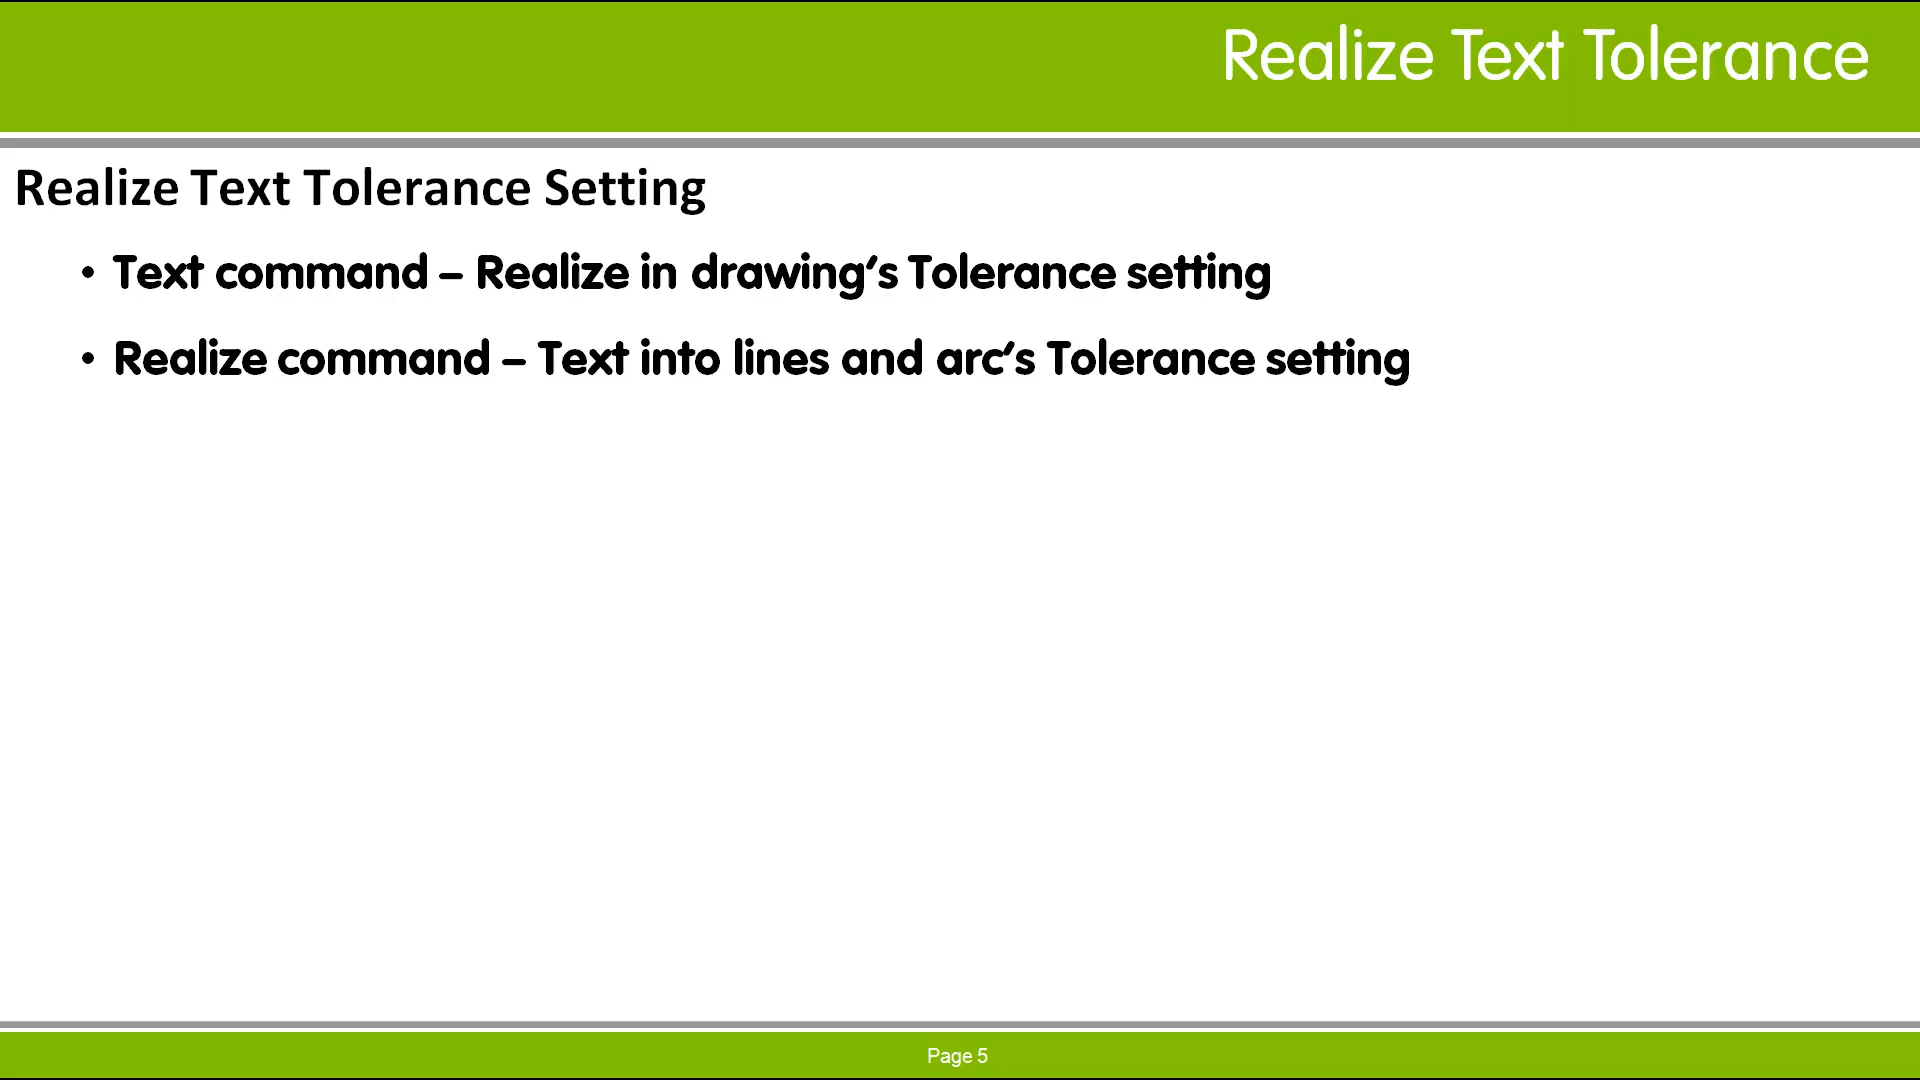 Realize Text Tolerance
Realize Text Tolerance Setting
• Text command – Realize in drawing’s Tolerance setting
• Realize command – Text into lines and arc’s Tolerance setting
Page 5